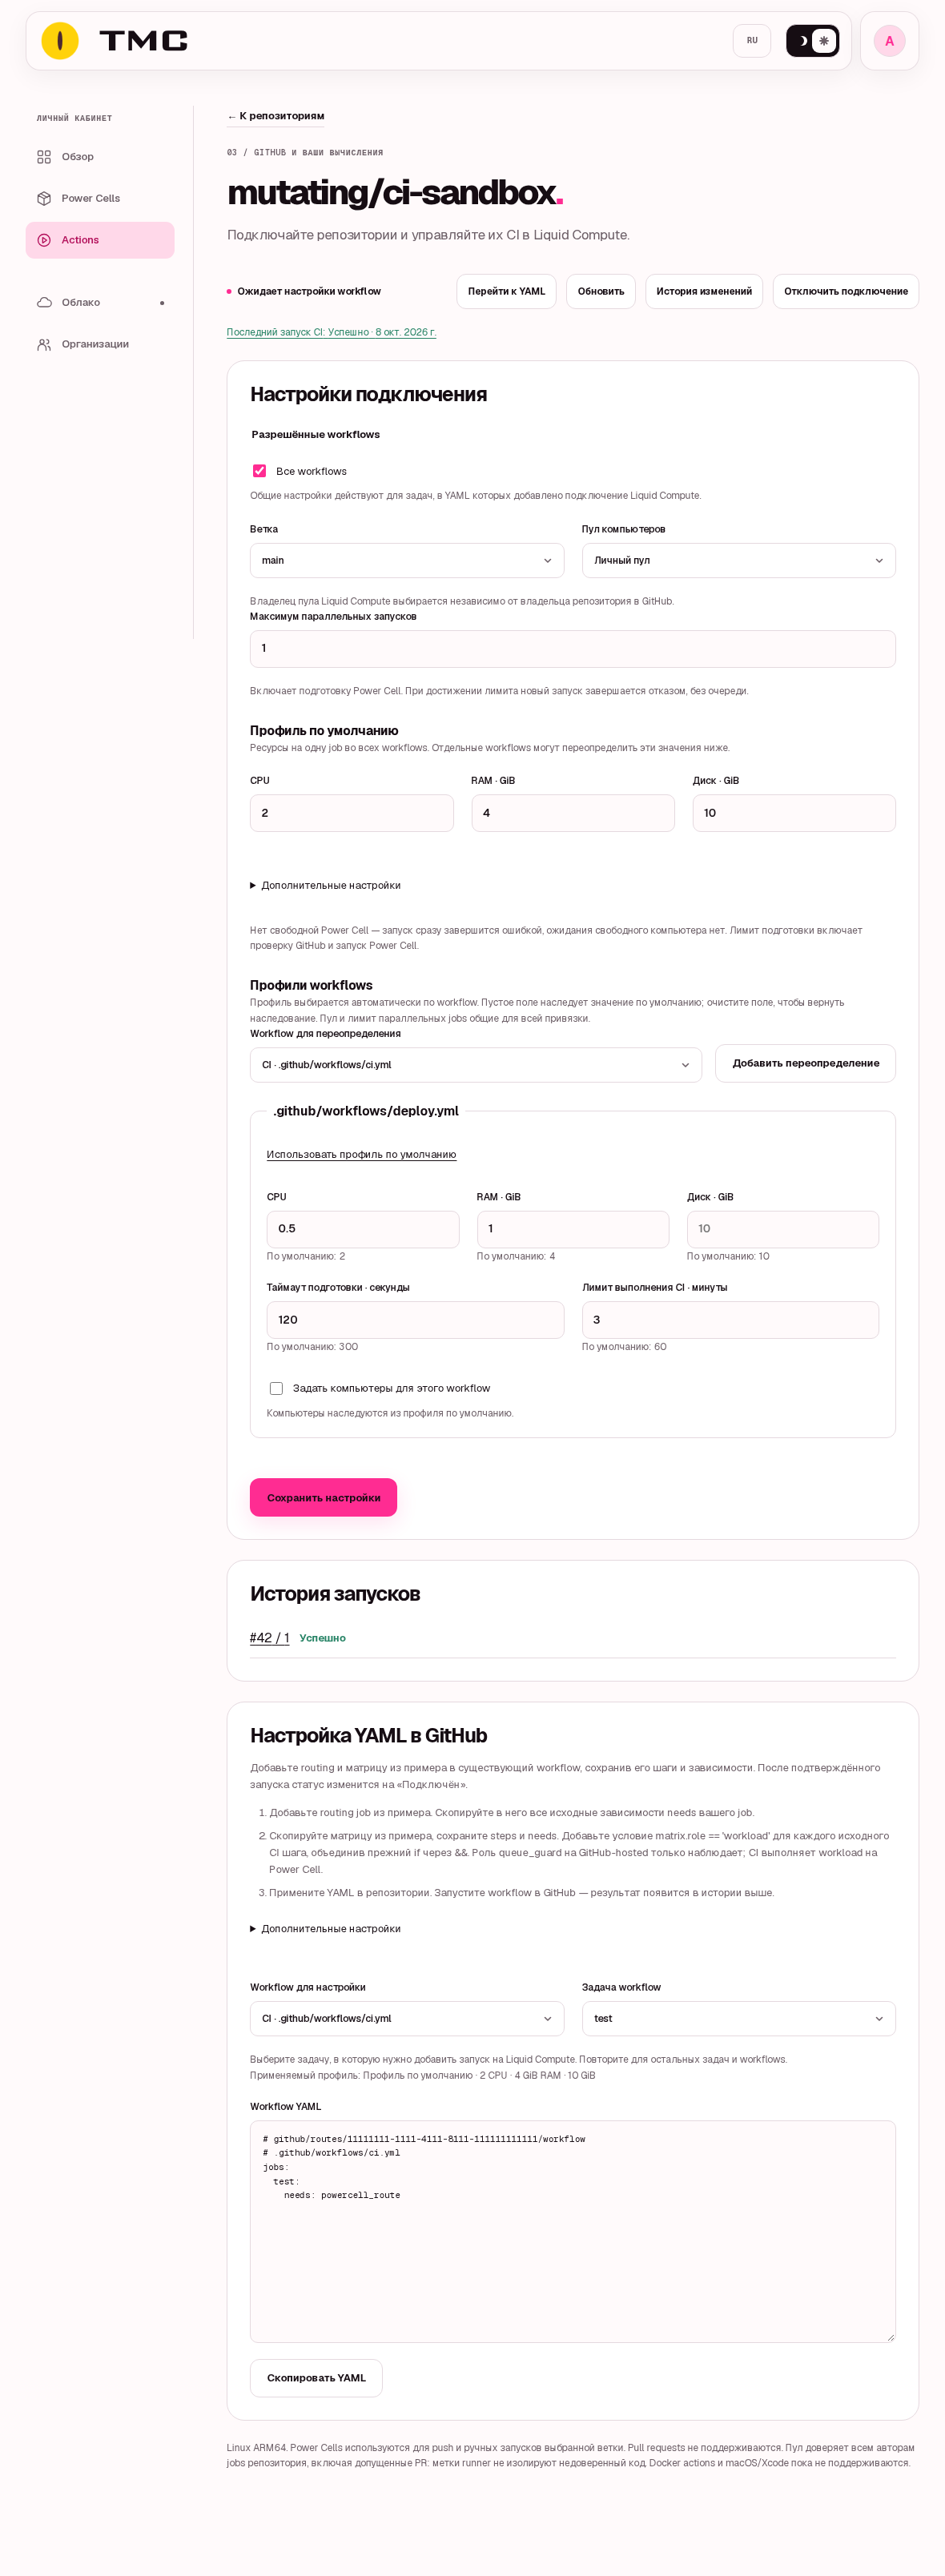 TMC
RU
A
ЛИЧНЫЙ КАБИНЕТ
Обзор
Power Cells
Actions
Облако
Организации
← К репозиториям
03 / GITHUB И ВАШИ ВЫЧИСЛЕНИЯ
mutating/ci-sandbox.
Подключайте репозитории и управляйте их CI в Liquid Compute.
Ожидает настройки workflow
Перейти к YAML
Обновить
История изменений
Отключить подключение
Последний запуск CI: Успешно · 8 окт. 2026 г.
Настройки подключения
Разрешённые workflows
Все workflows
Общие настройки действуют для задач, в YAML которых добавлено подключение Liquid Compute.
Ветка
Пул компьютеров
main
Личный пул
Владелец пула Liquid Compute выбирается независимо от владельца репозитория в GitHub.
Максимум параллельных запусков
1
Включает подготовку Power Cell. При достижении лимита новый запуск завершается отказом, без очереди.
Профиль по умолчанию
Ресурсы на одну job во всех workflows. Отдельные workflows могут переопределить эти значения ниже.
CPU
RAM · GiB
Диск · GiB
2
4
10
Дополнительные настройки
Нет свободной Power Cell — запуск сразу завершится ошибкой, ожидания свободного компьютера нет. Лимит подготовки включает
проверку GitHub и запуск Power Cell.
Профили workflows
Профиль выбирается автоматически по workflow. Пустое поле наследует значение по умолчанию; очистите поле, чтобы вернуть
наследование. Пул и лимит параллельных jobs общие для всей привязки.
Workflow для переопределения
CI · .github/workflows/ci.yml
Добавить переопределение
.github/workflows/deploy.yml
Использовать профиль по умолчанию
CPU
RAM · GiB
Диск · GiB
0.5
1
10
По умолчанию: 2
По умолчанию: 4
По умолчанию: 10
Таймаут подготовки · секунды
Лимит выполнения CI · минуты
120
3
По умолчанию: 300
По умолчанию: 60
Задать компьютеры для этого workflow
Компьютеры наследуются из профиля по умолчанию.
Сохранить настройки
История запусков
#42 / 1
Успешно
Настройка YAML в GitHub
Добавьте routing и матрицу из примера в существующий workflow, сохранив его шаги и зависимости. После подтверждённого
запуска статус изменится на «Подключён».
1. Добавьте routing job из примера. Скопируйте в него все исходные зависимости needs вашего job.
2. Скопируйте матрицу из примера, сохраните steps и needs. Добавьте условие matrix.role == 'workload' для каждого исходного
CI шага, объединив прежний if через &&. Роль queue_guard на GitHub-hosted только наблюдает; CI выполняет workload на
Power Cell.
3. Примените YAML в репозитории. Запустите workflow в GitHub — результат появится в истории выше.
Дополнительные настройки
Workflow для настройки
Задача workflow
CI · .github/workflows/ci.yml
test
Выберите задачу, в которую нужно добавить запуск на Liquid Compute. Повторите для остальных задач и workflows.
Применяемый профиль: Профиль по умолчанию · 2 CPU · 4 GiB RAM · 10 GiB
Workflow YAML
# github/routes/11111111-1111-4111-8111-111111111111/workflow
# .github/workflows/ci.yml
jobs:
test:
needs: powercell_route
Скопировать YAML
Linux ARM64. Power Cells используются для push и ручных запусков выбранной ветки. Pull requests не поддерживаются. Пул доверяет всем авторам
jobs репозитория, включая допущенные PR: метки runner не изолируют недоверенный код. Docker actions и macOS/Xcode пока не поддерживаются.